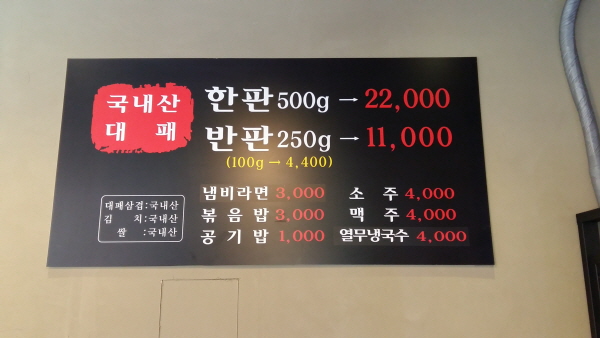 국내산
대 패
한판 500g → 22,000
반판 250g → 11,000
(100g → 4,400)
대패삼겹:국내산
김 치:국내산
쌀 :국내산
냄비라면 3,000
볶음밥 3,000
공기밥 1,000
소 주 4,000
맥 주 4,000
열무냉국수 4,000